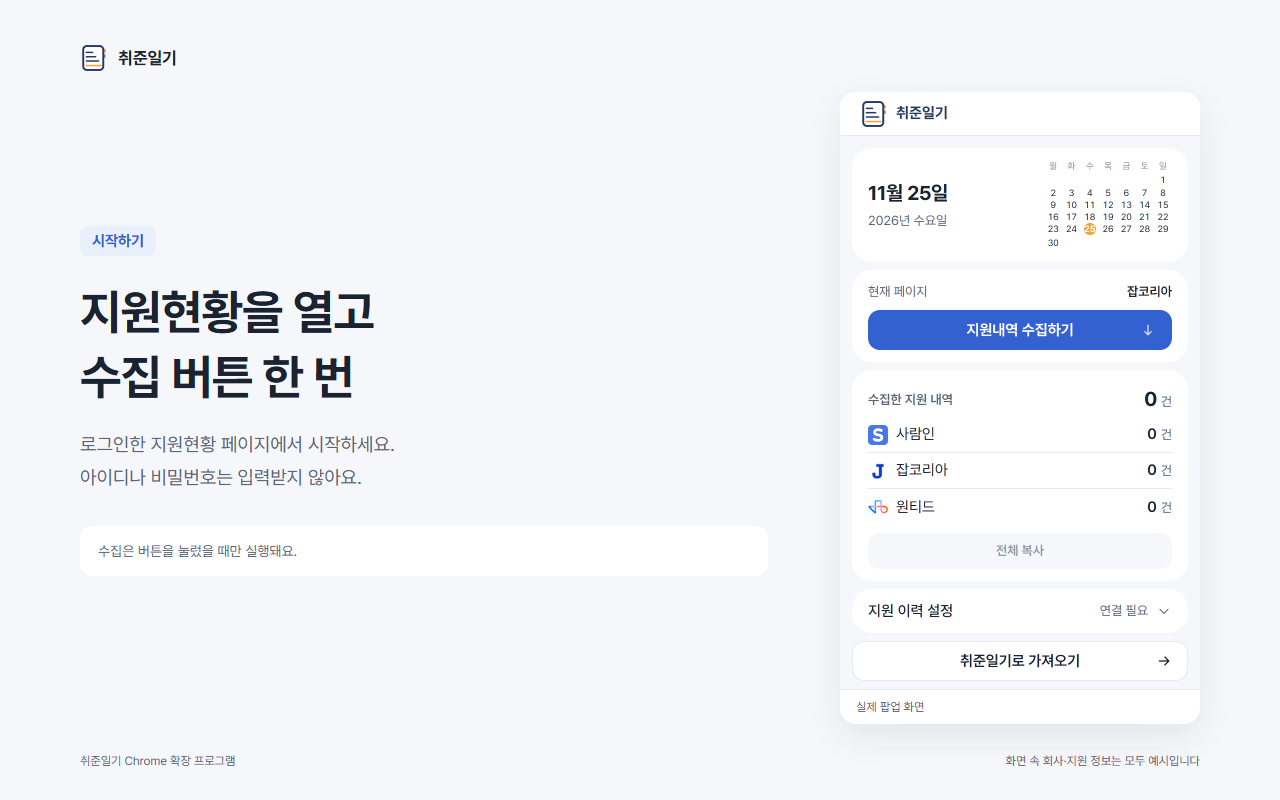 취준일기
시작하기
지원현황을 열고
수집 버튼 한 번
로그인한 지원현황 페이지에서 시작하세요.
아이디나 비밀번호는 입력받지 않아요.
수집은 버튼을 눌렀을 때만 실행돼요.
취준일기
11월 25일
2026년 수요일
월 화 수 목 금 토 일
1
2 3 4 5 6 7 8
9 10 11 12 13 14 15
16 17 18 19 20 21 22
23 24 25 26 27 28 29
30
현재 페이지 잡코리아
지원내역 수집하기 ↓
수집한 지원 내역 0 건
S 사람인 0 건
J 잡코리아 0 건
원티드 0 건
전체 복사
지원 이력 설정 연결 필요
취준일기로 가져오기 →
실제 팝업 화면
취준일기 Chrome 확장 프로그램
화면 속 회사·지원 정보는 모두 예시입니다